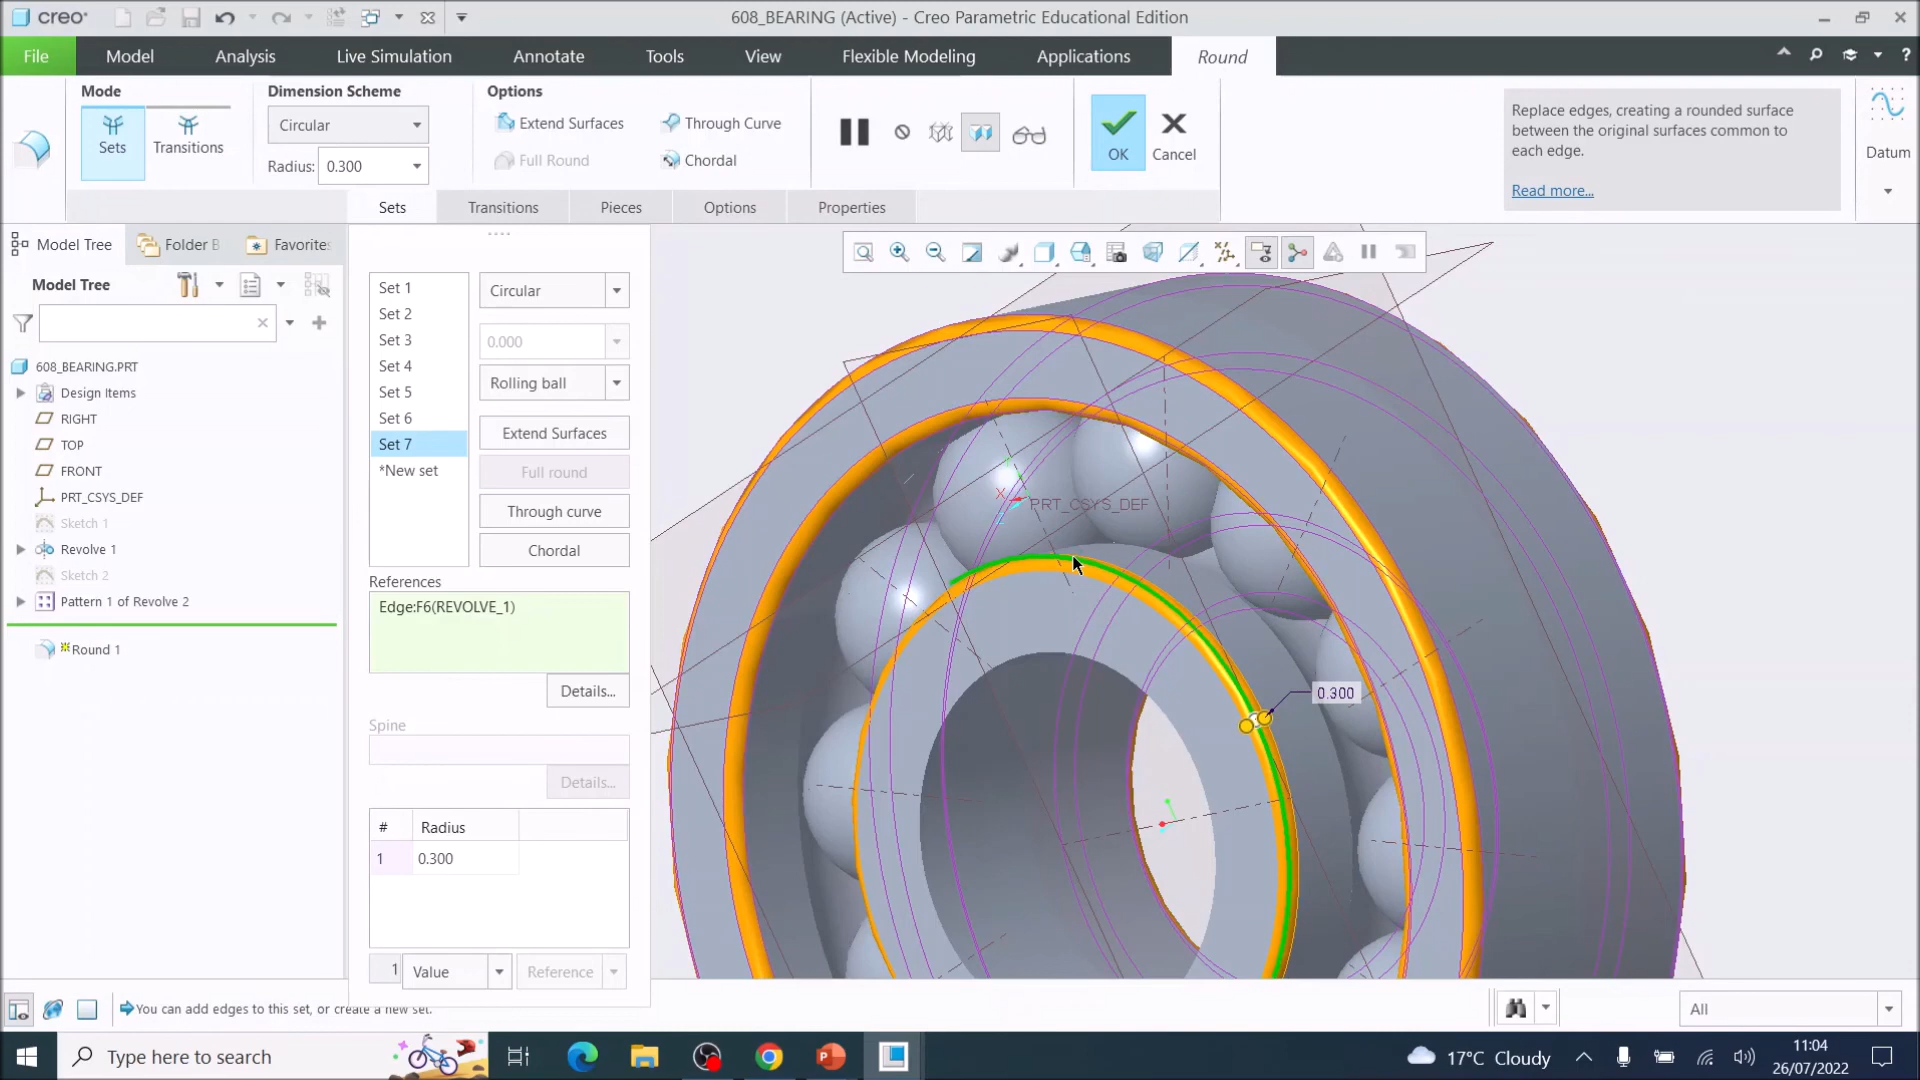 creo®
608_BEARING (Active) - Creo Parametric Educational Edition
File
Model
Analysis
Live Simulation
Annotate
Tools
View
Flexible Modeling
Applications
Round
Mode
Sets
Transitions
Dimension Scheme
Circular
Radius: 0.300
Options
Extend Surfaces
Through Curve
Full Round
Chordal
OK
Cancel
Replace edges, creating a rounded surface
between the original surfaces common to
each edge.
Read more...
Datum
Sets
Transitions
Pieces
Options
Properties
Model Tree
Folder B
Favorites
Model Tree
608_BEARING.PRT
Design Items
RIGHT
TOP
FRONT
PRT_CSYS_DEF
Sketch 1
Revolve 1
Sketch 2
Pattern 1 of Revolve 2
Round 1
Set 1
Set 2
Set 3
Set 4
Set 5
Set 6
Set 7
*New set
Circular
0.000
Rolling ball
Extend Surfaces
Full round
Through curve
Chordal
References
Edge:F6(REVOLVE_1)
Details...
Spine
Details...
# Radius
1 0.300
1 Value Reference
X
Z
PRT_CSYS_DEF
0.300
You can add edges to this set, or create a new set.
All
Type here to search
17°C Cloudy
11:04
26/07/2022